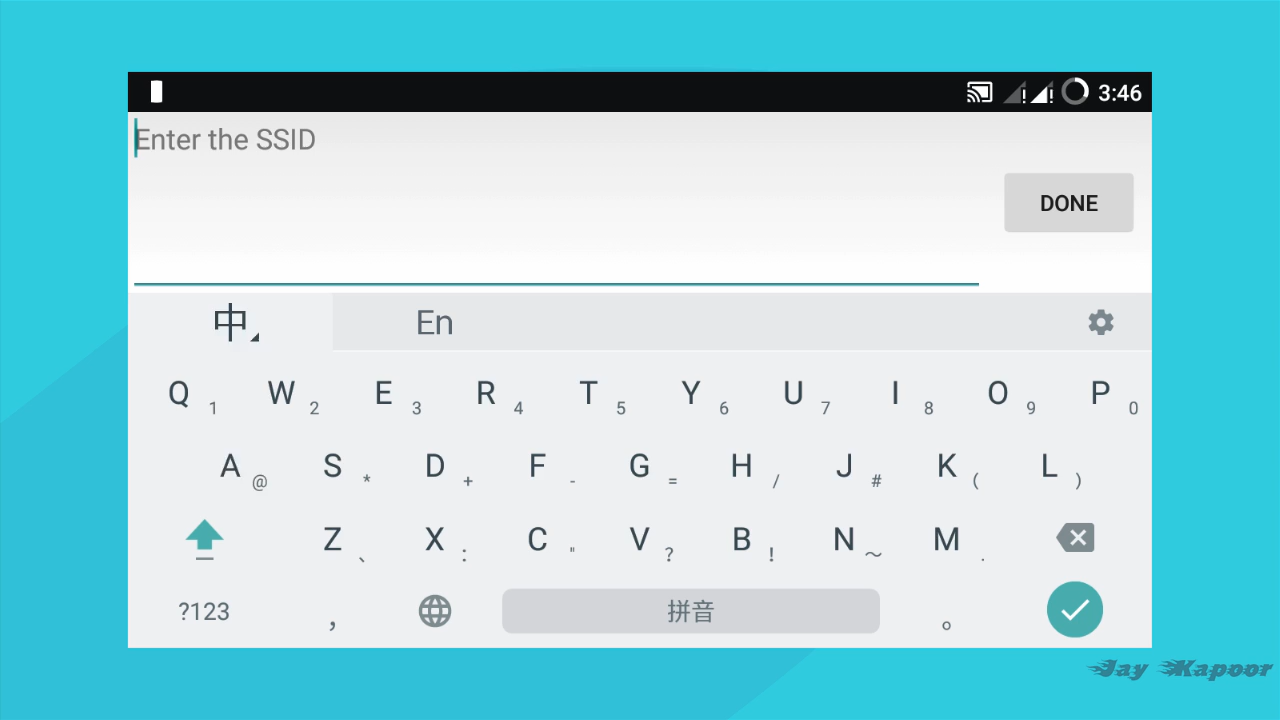 3:46
Enter the SSID
DONE
中 En
Q 1 W 2 E 3 R 4 T 5 Y 6 U 7 I 8 O 9 P 0
A @ S * D + F - G = H / J # K ( L )
Z 、 X : C " V ? B ! N ～ M .
?123 , 拼音 。
Jay Kapoor